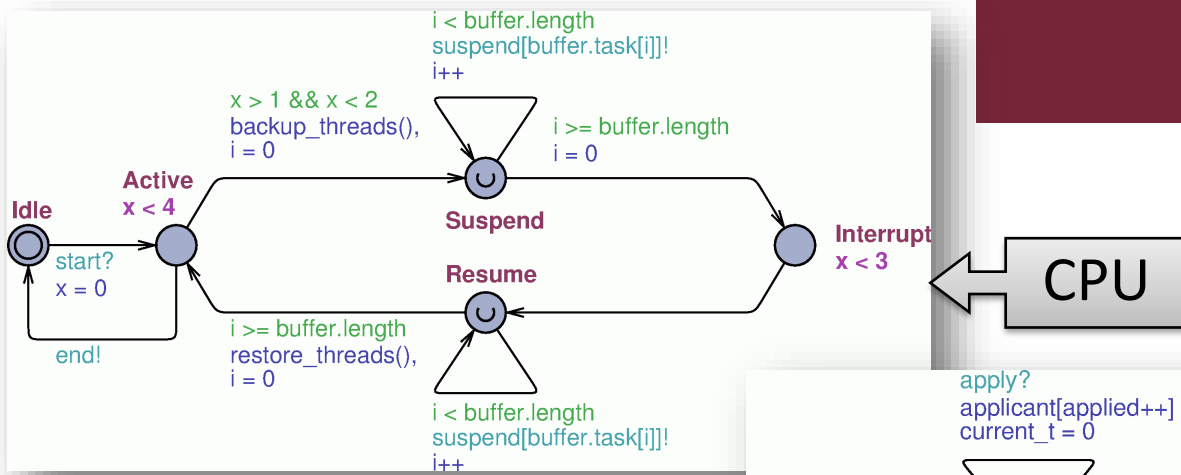 i < buffer.length
suspend[buffer.task[i]]!
i++
x > 1 && x < 2
backup_threads(),
i = 0
i >= buffer.length
i = 0
Active
x < 4
Idle
start?
x = 0
Suspend
Interrupt
x < 3
CPU
Resume
i >= buffer.length
restore_threads(),
i = 0
end!
i < buffer.length
suspend[buffer.task[i]]!
i++
apply?
applicant[applied++]
current_t = 0